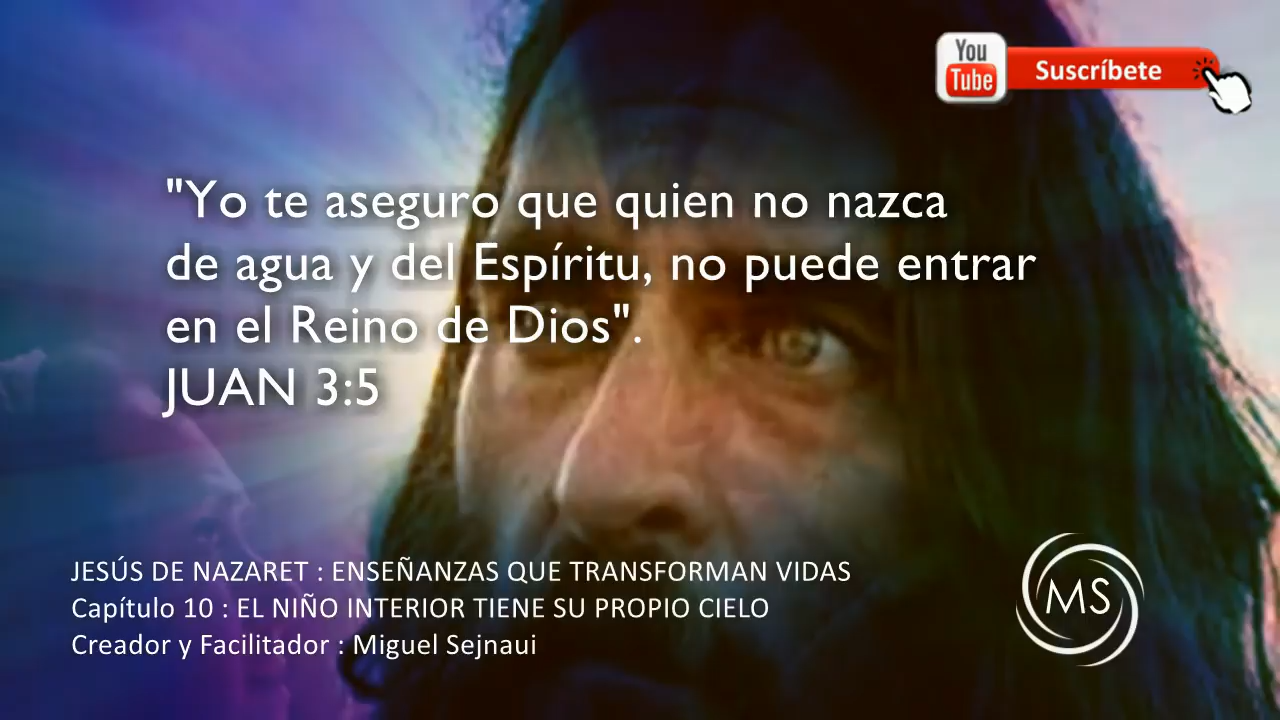 You
Tube
Suscríbete
"Yo te aseguro que quien no nazca
de agua y del Espíritu, no puede entrar
en el Reino de Dios".
JUAN 3:5
JESÚS DE NAZARET : ENSEÑANZAS QUE TRANSFORMAN VIDAS
Capítulo 10 : EL NIÑO INTERIOR TIENE SU PROPIO CIELO
Creador y Facilitador : Miguel Sejnaui
MS